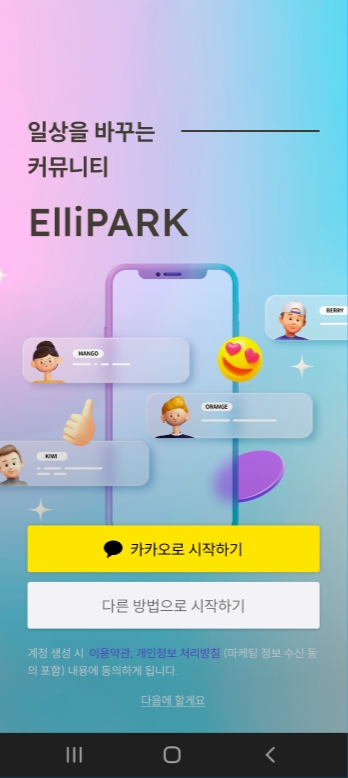 일상을 바꾸는
커뮤니티
ElliPARK
BERRY
MANGO
ORANGE
KIWI
카카오로 시작하기
다른 방법으로 시작하기
계정 생성 시 이용약관, 개인정보 처리방침 (마케팅 정보 수신 동
의 포함) 내용에 동의하게 됩니다.
다음에 할게요